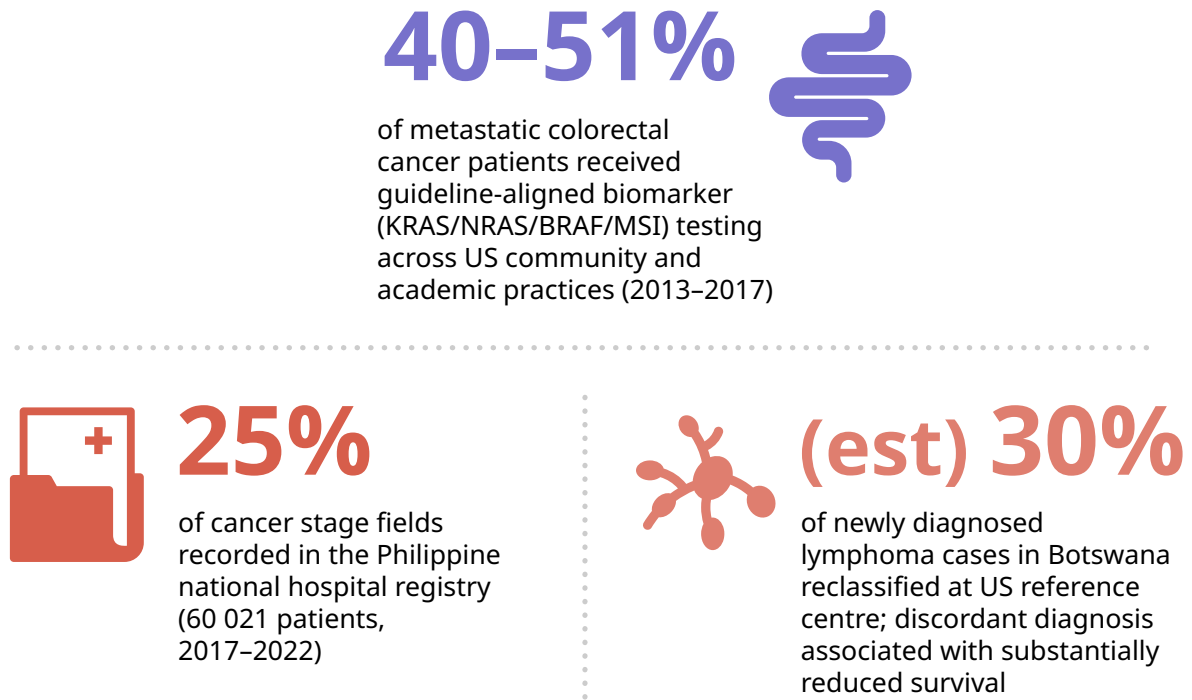 40–51%
of metastatic colorectal
cancer patients received
guideline-aligned biomarker
(KRAS/NRAS/BRAF/MSI) testing
across US community and
academic practices (2013–2017)
25%
of cancer stage fields
recorded in the Philippine
national hospital registry
(60 021 patients,
2017–2022)
(est) 30%
of newly diagnosed
lymphoma cases in Botswana
reclassified at US reference
centre; discordant diagnosis
associated with substantially
reduced survival